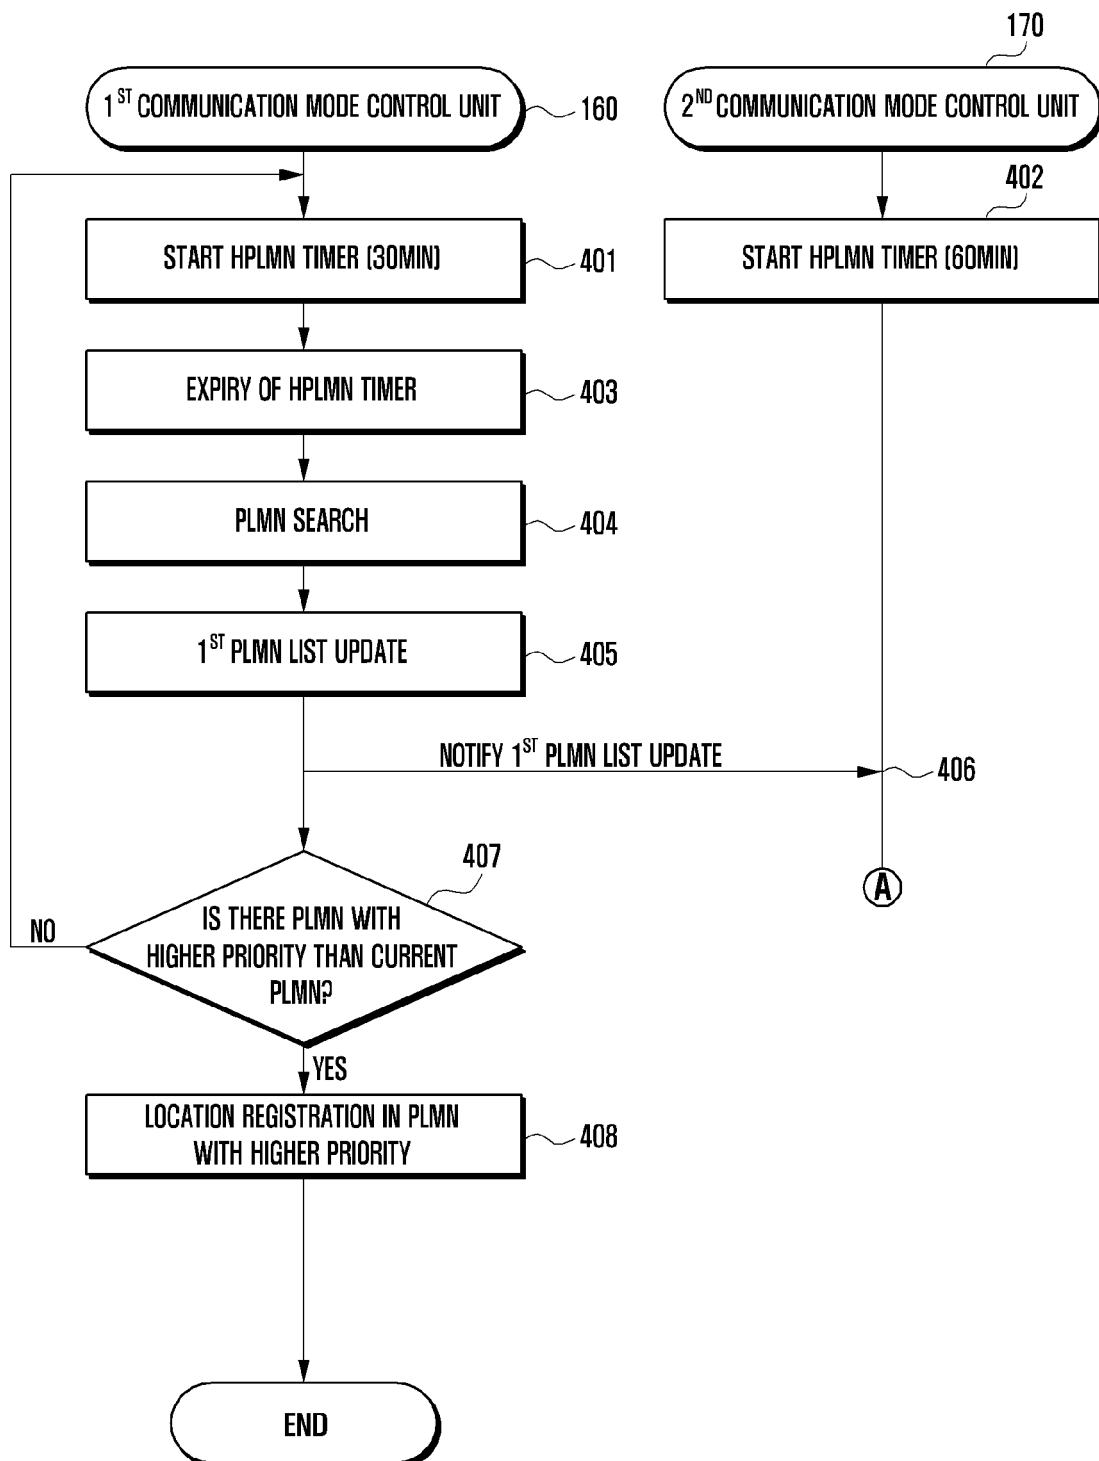 170
1ST COMMUNICATION MODE CONTROL UNIT
160
2ND COMMUNICATION MODE CONTROL UNIT
402
START HPLMN TIMER (30MIN)
401
START HPLMN TIMER (60MIN)
EXPIRY OF HPLMN TIMER
403
PLMN SEARCH
404
1ST PLMN LIST UPDATE
405
NOTIFY 1ST PLMN LIST UPDATE
406
407
A
IS THERE PLMN WITH
HIGHER PRIORITY THAN CURRENT
PLMN?
NO
YES
LOCATION REGISTRATION IN PLMN
WITH HIGHER PRIORITY
408
END